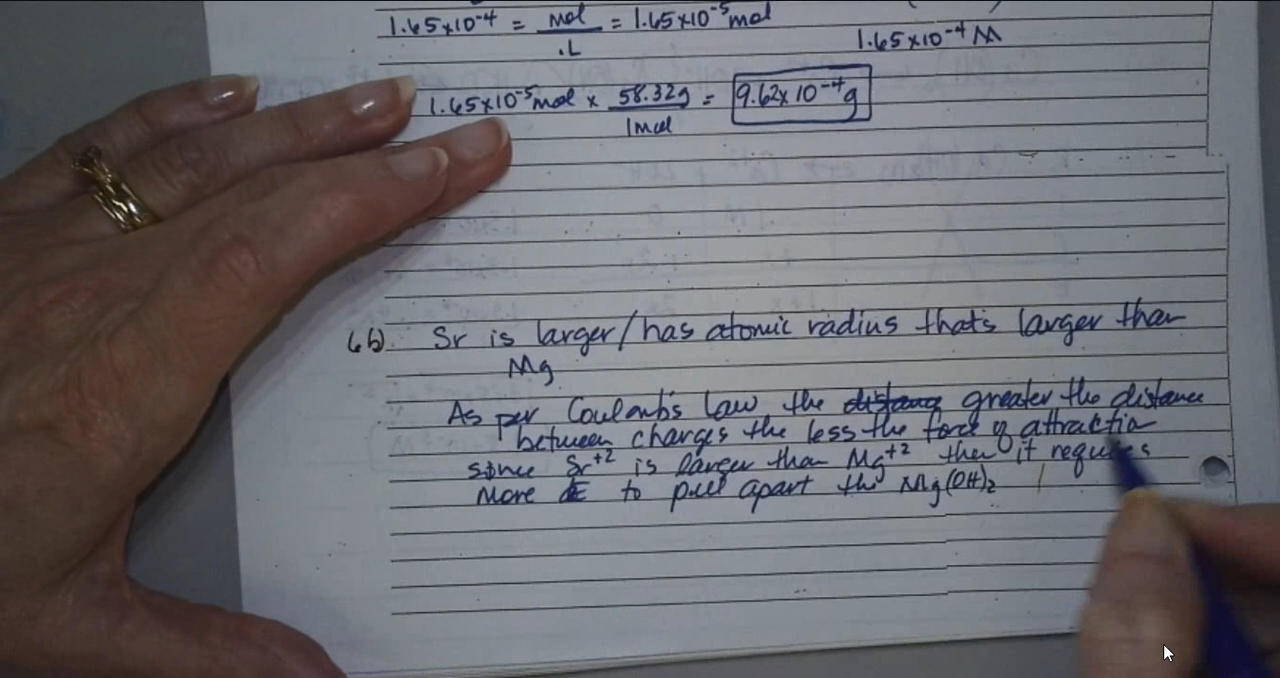 1.65x10⁻⁴ = mol/.L = 1.65x10⁻⁵ mol
1.65x10⁻⁴ M
1.65x10⁻⁵ mol x 58.32g/1mol = 9.62x10⁻⁴g
6b) Sr is larger/has atomic radius that's larger than
Mg
As per Coulomb's Law the distance greater the distance
between charges the less the force of attraction
since Sr⁺² is larger than Mg⁺² then it requires
more E to pull apart the Mg(OH)₂